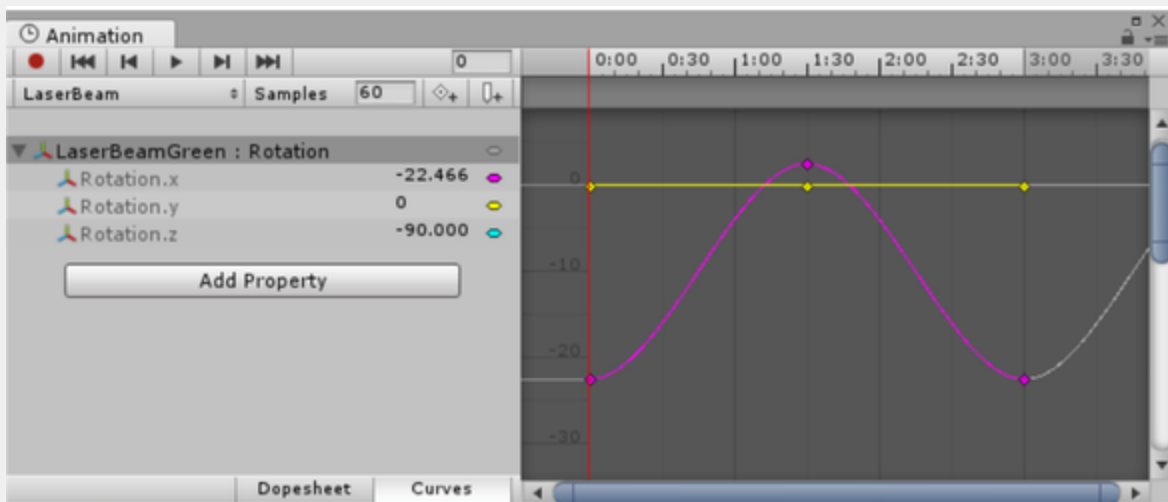 Animation
0
0:00 0:30 1:00 1:30 2:00 2:30 3:00 3:30
LaserBeam Samples 60
LaserBeamGreen : Rotation
Rotation.x -22.466
Rotation.y 0
Rotation.z -90.000
Add Property
0
-10
-20
-30
Dopesheet Curves